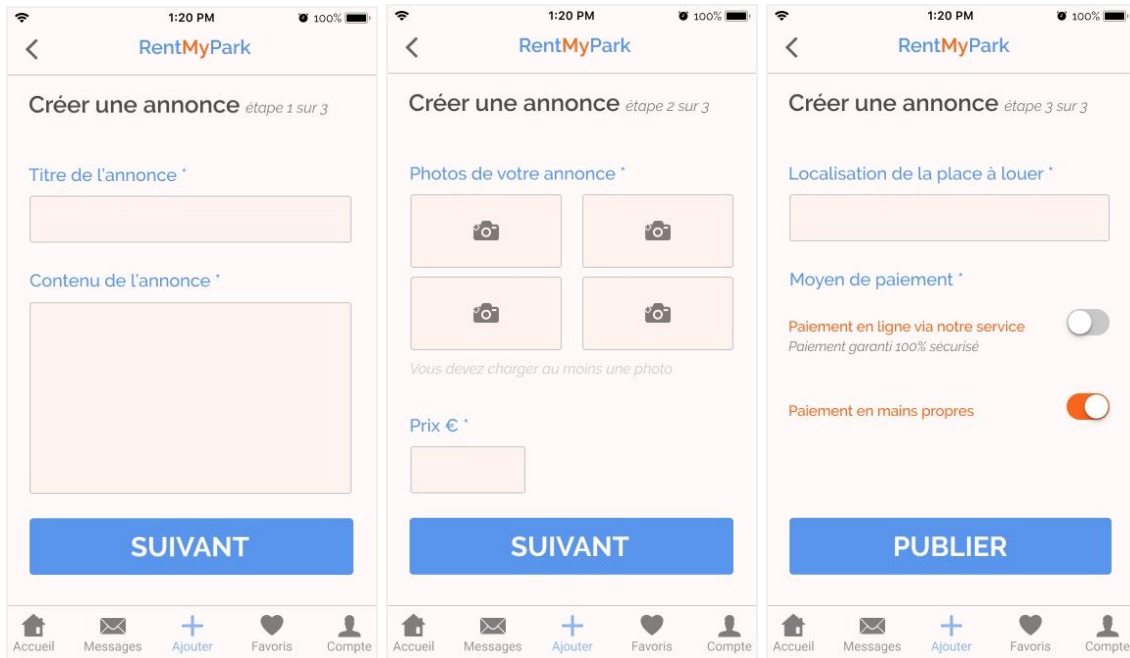 1:20 PM
100%
RentMyPark
Créer une annonce étape 1 sur 3
Titre de l'annonce *
Contenu de l'annonce *
SUIVANT
Accueil Messages Ajouter Favoris Compte
1:20 PM
100%
RentMyPark
Créer une annonce étape 2 sur 3
Photos de votre annonce *
Vous devez charger au moins une photo
Prix € *
SUIVANT
Accueil Messages Ajouter Favoris Compte
1:20 PM
100%
RentMyPark
Créer une annonce étape 3 sur 3
Localisation de la place à louer *
Moyen de paiement *
Paiement en ligne via notre service
Paiement garanti 100% sécurisé
Paiement en mains propres
PUBLIER
Accueil Messages Ajouter Favoris Compte